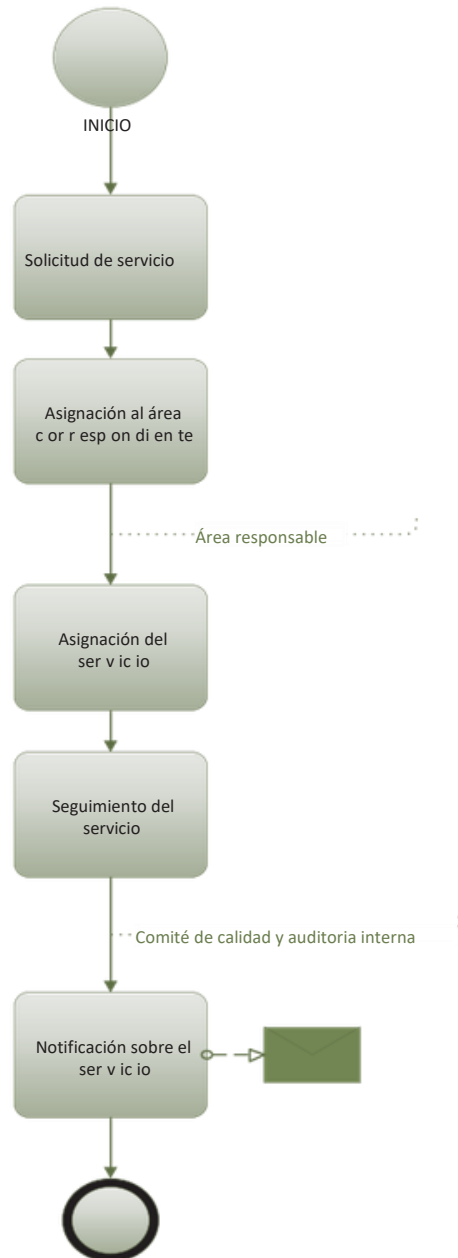 INICIO
Solicitud de servicio
Asignación al área
c or r esp on di en te
Área responsable
Asignación del
ser v ic io
Seguimiento del
servicio
Comité de calidad y auditoria interna
Notificación sobre el
ser v ic io